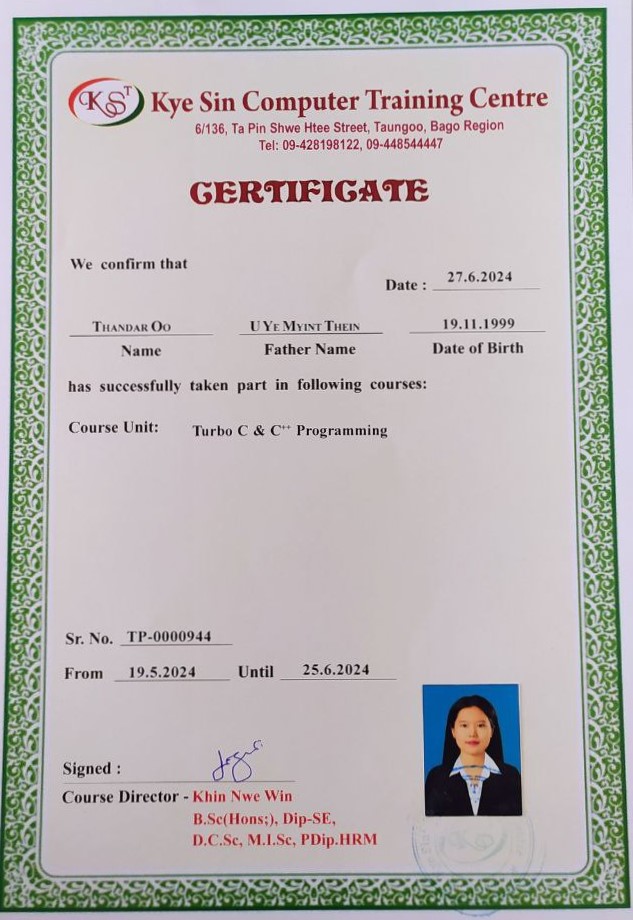 KS T
Kye Sin Computer Training Centre
6/136, Ta Pin Shwe Htee Street, Taungoo, Bago Region
Tel: 09-428198122, 09-448544447
CERTIFICATE
We confirm that
Date : 27.6.2024
THANDAR OO U YE MYINT THEIN 19.11.1999
Name Father Name Date of Birth
has successfully taken part in following courses:
Course Unit: Turbo C & C++ Programming
Sr. No. TP-0000944
From 19.5.2024 Until 25.6.2024
Signed :
Course Director - Khin Nwe Win
B.Sc(Hons;), Dip-SE,
D.C.Sc, M.I.Sc, PDip.HRM